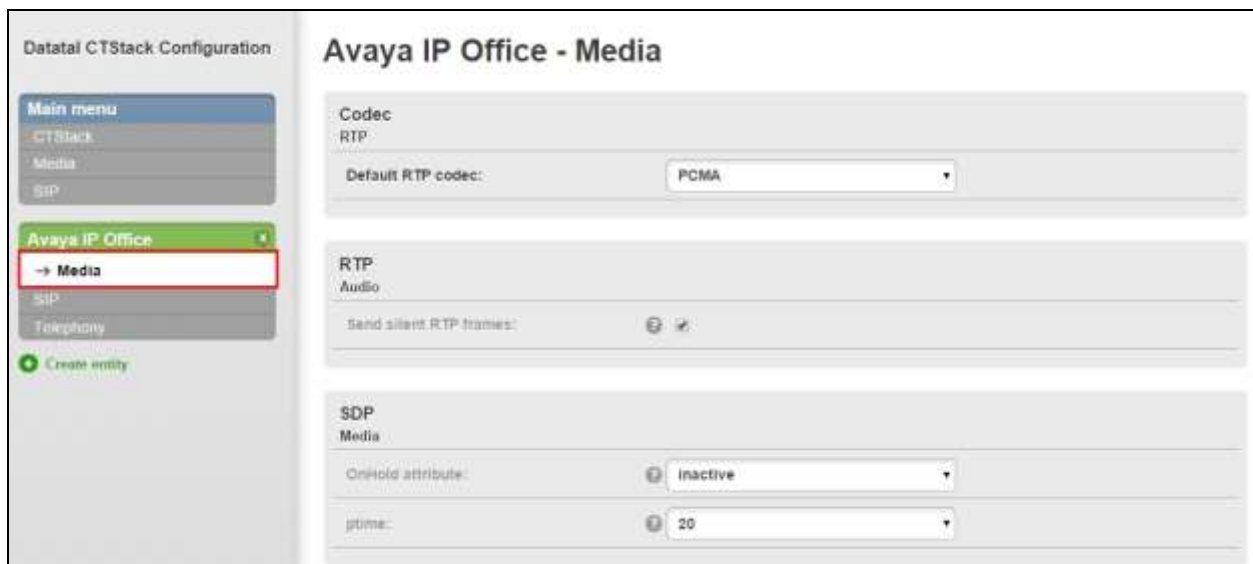 Datatal CTStack Configuration
Main menu
CTStack
Media
SIP
Avaya IP Office
x
→ Media
SIP
Telephony
Create entity
Avaya IP Office - Media
Codec
RTP
Default RTP codec: PCMA
RTP
Audio
Send silent RTP frames: ?
SDP
Media
OnHold attribute: ? inactive
ptime: ? 20